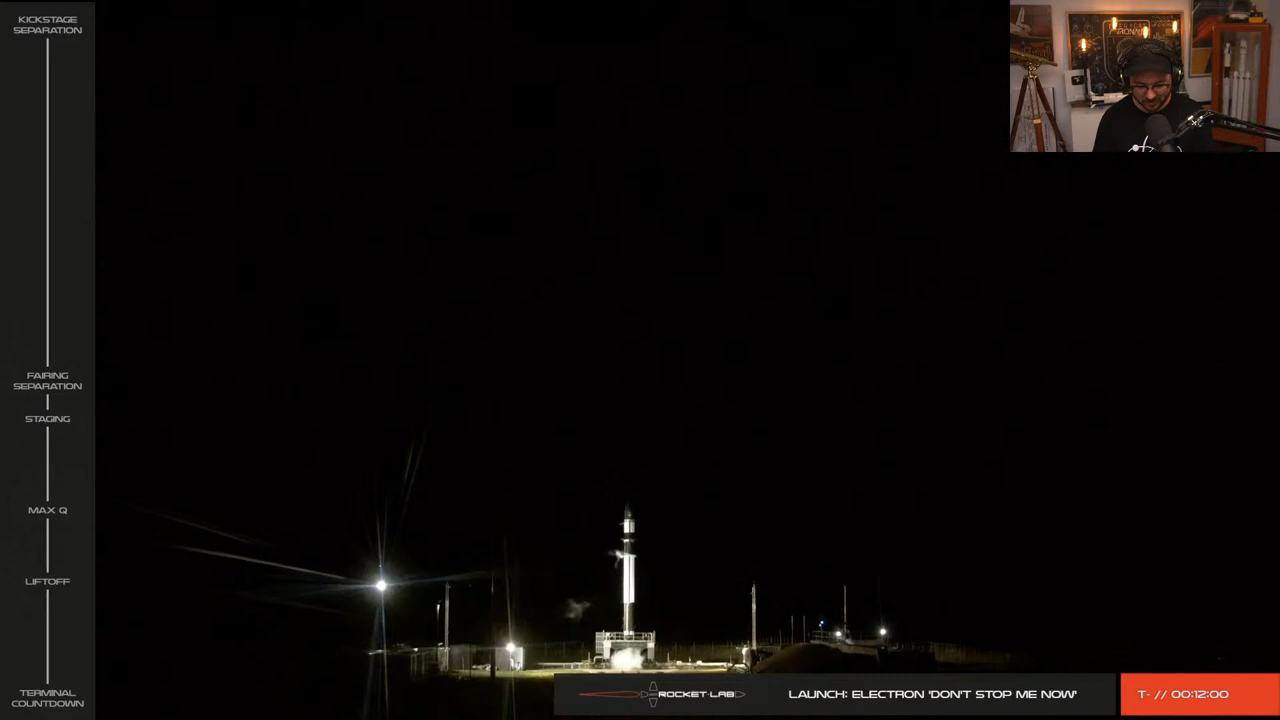 KICKSTAGE
SEPARATION
FAIRING
SEPARATION
STAGING
MAX Q
LIFTOFF
TERMINAL
COUNTDOWN
ROCKET LAB
LAUNCH: ELECTRON 'DON'T STOP ME NOW'
T- // 00:12:00